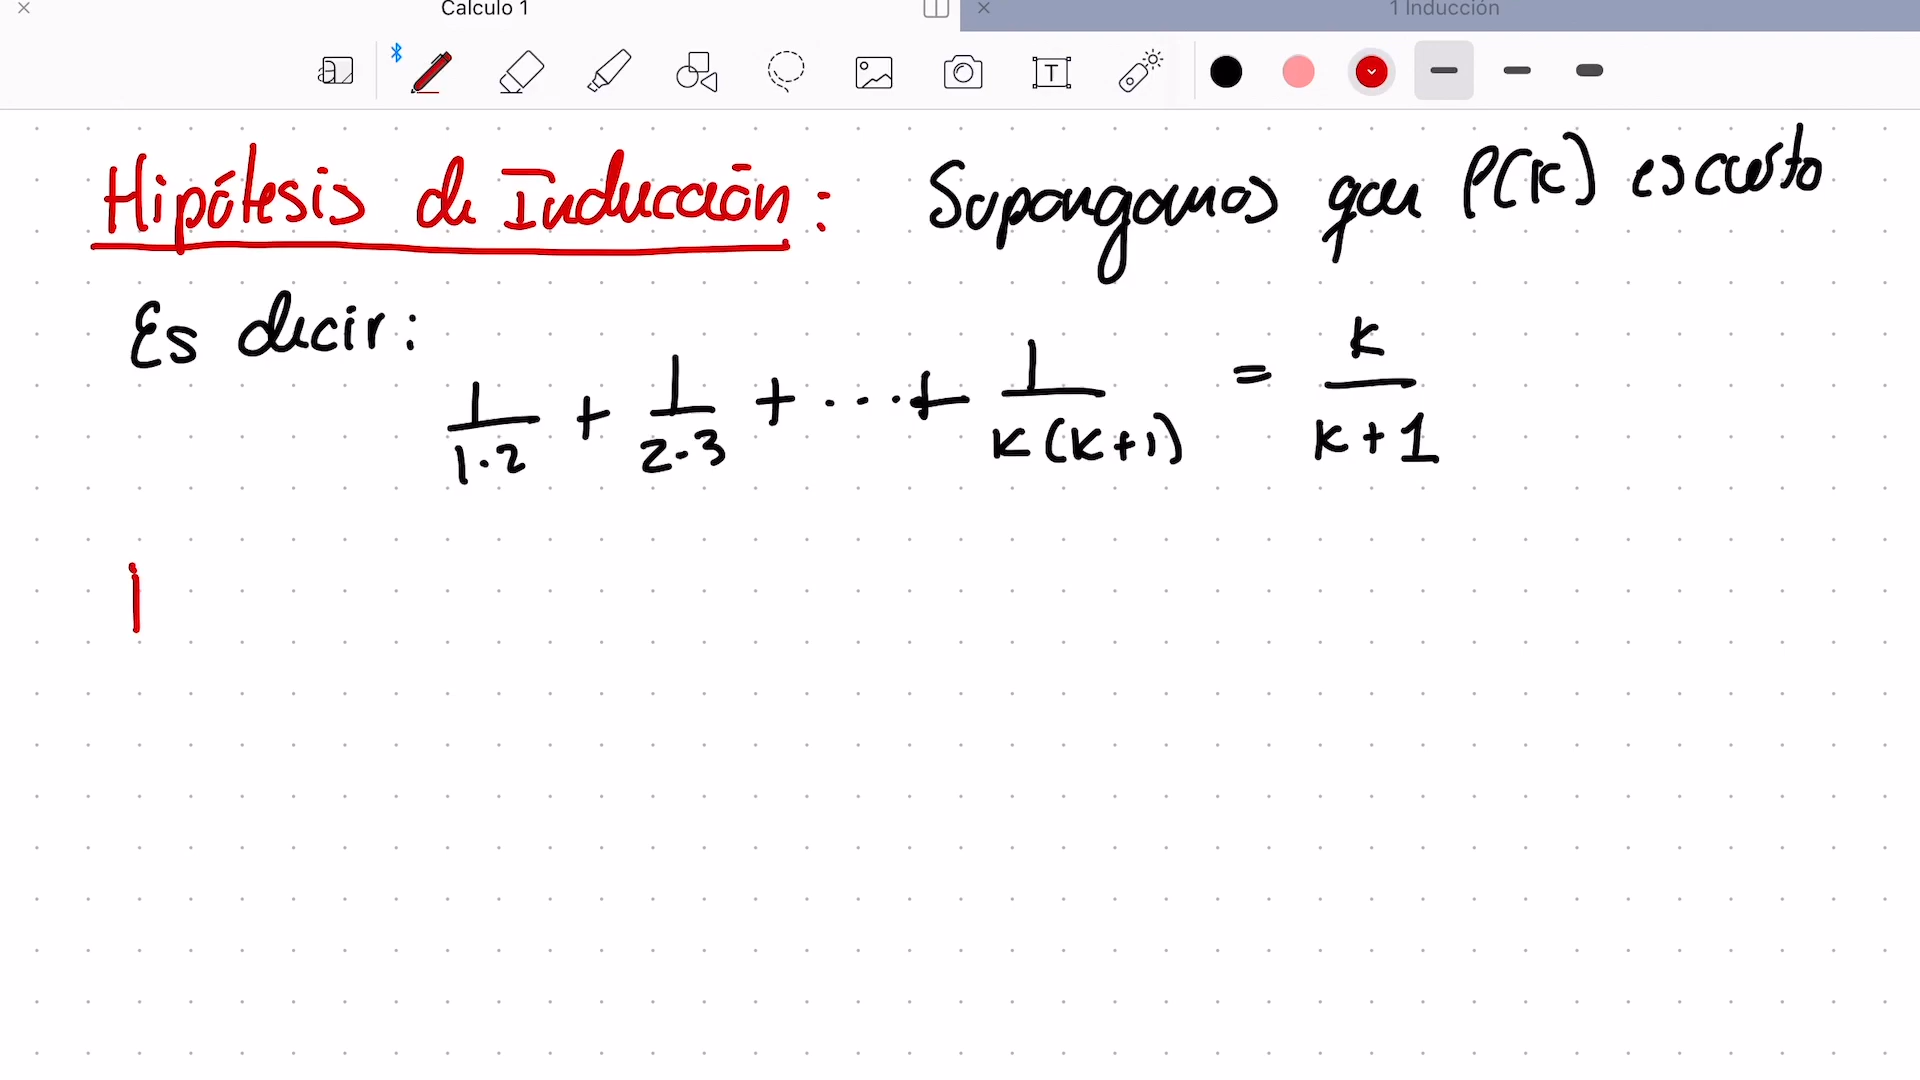 Calculo 1
1 Inducción
Hipótesis de Inducción: Supongamos que P(k) es cierto
Es decir:
1/(1·2) + 1/(2·3) + ··· + 1/(k(k+1)) = k/(k+1)